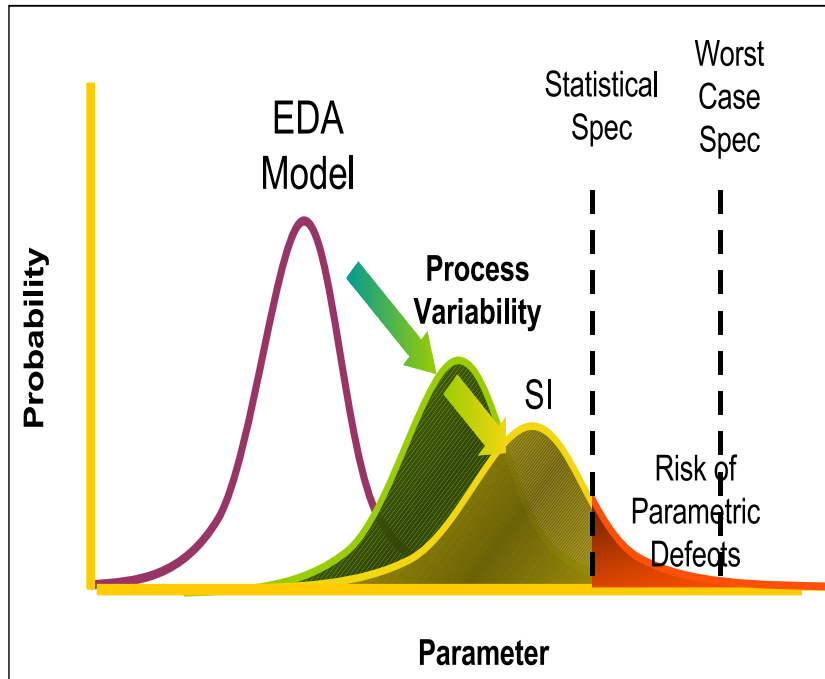 Worst
Case
Spec
Statistical
Spec
EDA
Model
Process
Variability
SI
Risk of
Parametric
Defects
Probability
Parameter